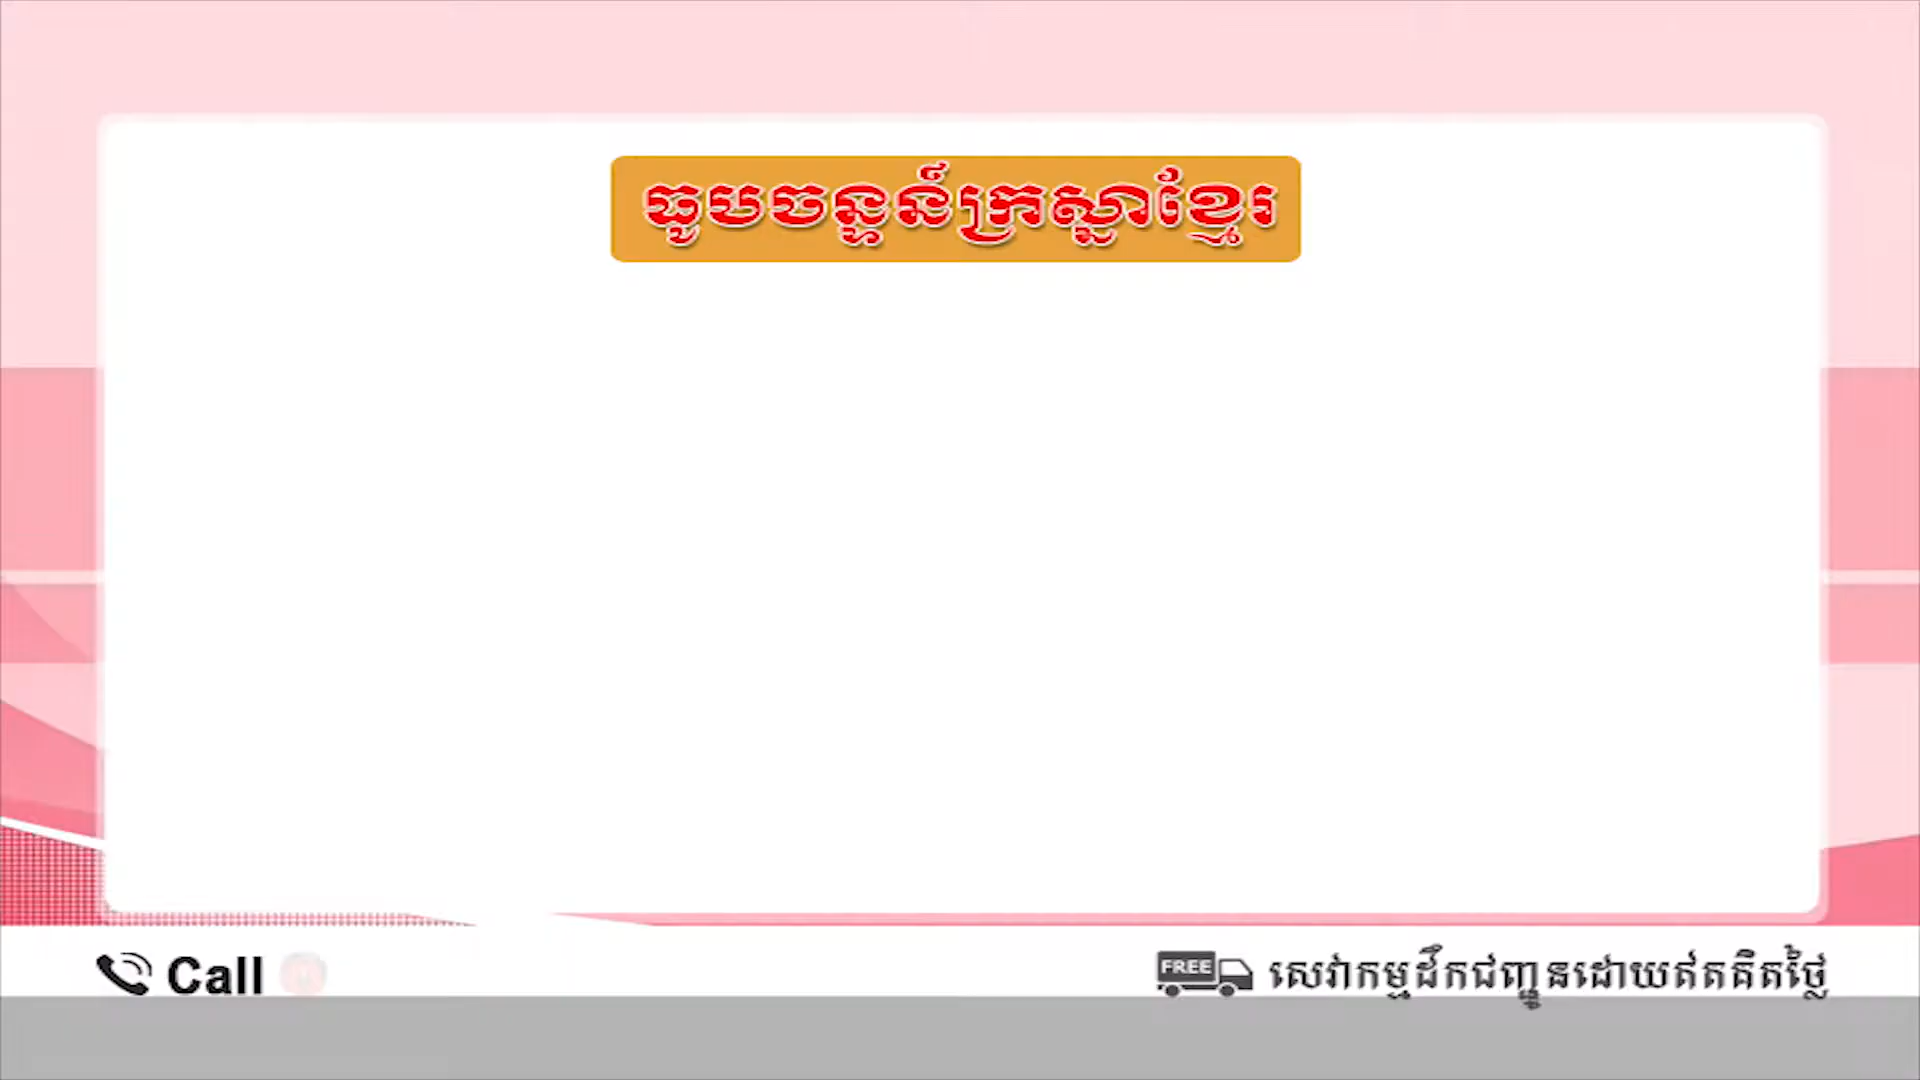 ធូបចន្ទន៍ក្រស្នាខ្មែរ
Call
FREE សេវាកម្មដឹកជញ្ជូនដោយឥតគិតថ្លៃ